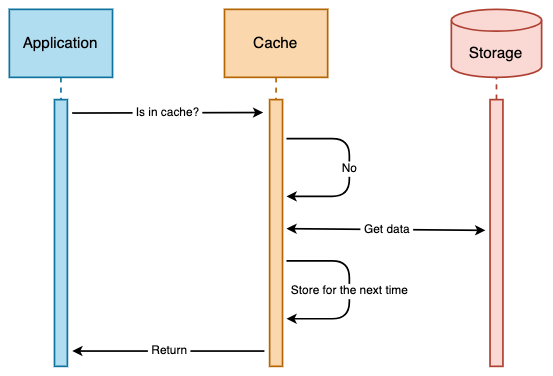 Application
Cache
Storage
Is in cache?
No
Get data
Store for the next time
Return